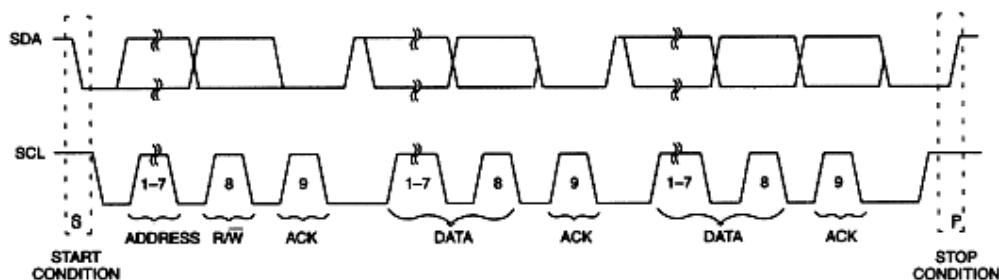 SDA
SCL
1–7 8 9 1–7 8 9 1–7 8 9
S P
ADDRESS R/W̅ ACK DATA ACK DATA ACK
START CONDITION STOP CONDITION